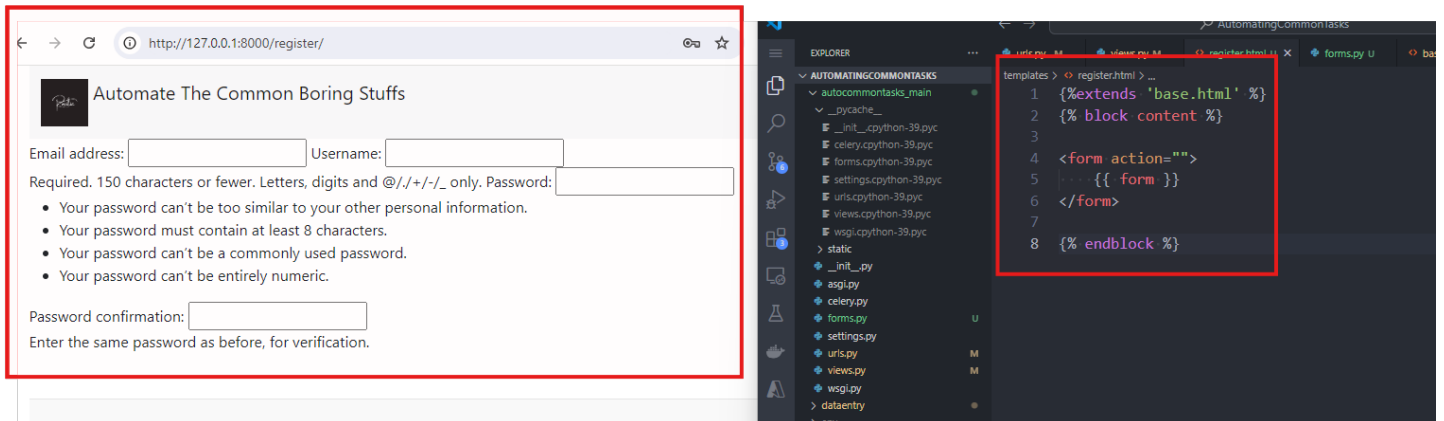 http://127.0.0.1:8000/register/
Automate The Common Boring Stuffs
Email address:
Username:
Required. 150 characters or fewer. Letters, digits and @/./+/-/_ only. Password:
• Your password can't be too similar to your other personal information.
• Your password must contain at least 8 characters.
• Your password can't be a commonly used password.
• Your password can't be entirely numeric.
Password confirmation:
Enter the same password as before, for verification.
AutomatingCommonTasks
EXPLORER
urls.py M
views.py M
register.html U
forms.py U
AUTOMATINGCOMMONTASKS
autocommontasks_main
__pycache__
__init__.cpython-39.pyc
celery.cpython-39.pyc
forms.cpython-39.pyc
settings.cpython-39.pyc
urls.cpython-39.pyc
views.cpython-39.pyc
wsgi.cpython-39.pyc
static
__init__.py
asgi.py
celery.py
forms.py U
settings.py
urls.py M
views.py M
wsgi.py
dataentry
6
3
templates > register.html > ...
1 {%extends 'base.html' %}
2 {% block content %}
3
4 <form action="">
5 {{ form }}
6 </form>
7
8 {% endblock %}